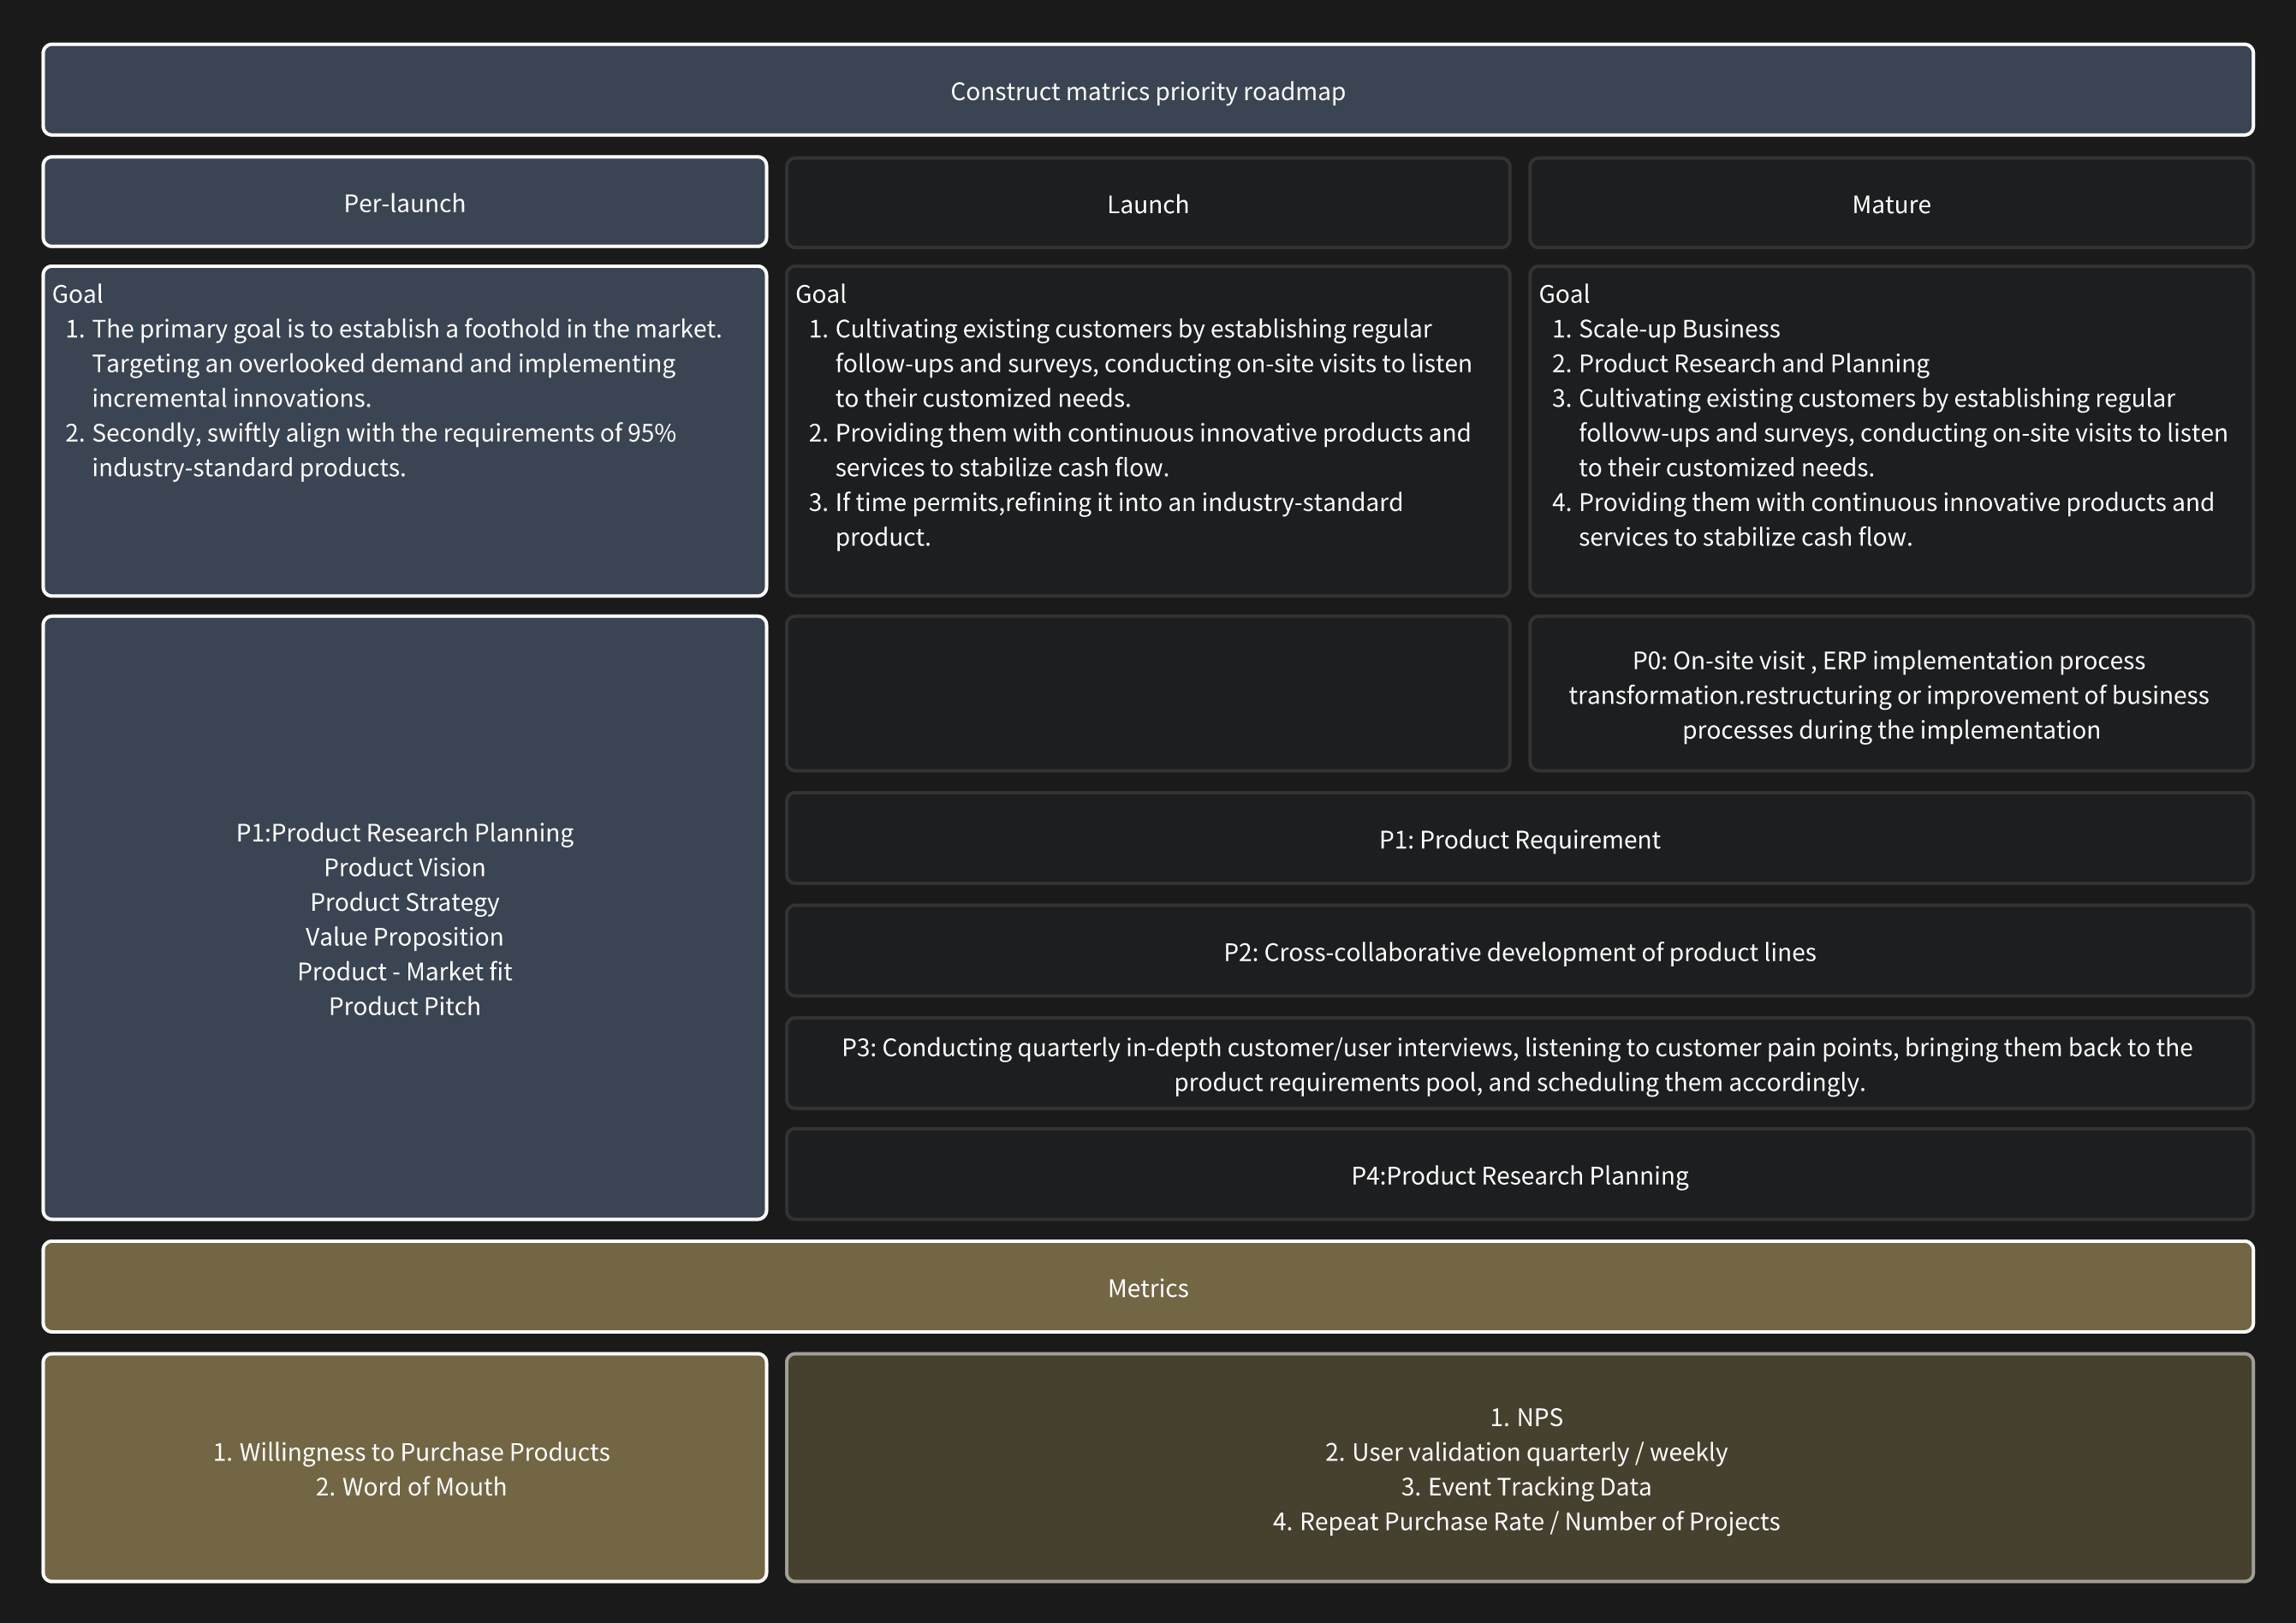 Construct matrics priority roadmap
Per-launch
Launch
Mature
Goal
1. The primary goal is to establish a foothold in the market.
Targeting an overlooked demand and implementing
incremental innovations.
2. Secondly, swiftly align with the requirements of 95%
industry-standard products.
Goal
1. Cultivating existing customers by establishing regular
follow-ups and surveys, conducting on-site visits to listen
to their customized needs.
2. Providing them with continuous innovative products and
services to stabilize cash flow.
3. If time permits,refining it into an industry-standard
product.
Goal
1. Scale-up Business
2. Product Research and Planning
3. Cultivating existing customers by establishing regular
follovw-ups and surveys, conducting on-site visits to listen
to their customized needs.
4. Providing them with continuous innovative products and
services to stabilize cash flow.
P1:Product Research Planning
Product Vision
Product Strategy
Value Proposition
Product - Market fit
Product Pitch
P0: On-site visit , ERP implementation process
transformation.restructuring or improvement of business
processes during the implementation
P1: Product Requirement
P2: Cross-collaborative development of product lines
P3: Conducting quarterly in-depth customer/user interviews, listening to customer pain points, bringing them back to the
product requirements pool, and scheduling them accordingly.
P4:Product Research Planning
Metrics
1. Willingness to Purchase Products
2. Word of Mouth
1. NPS
2. User validation quarterly / weekly
3. Event Tracking Data
4. Repeat Purchase Rate / Number of Projects